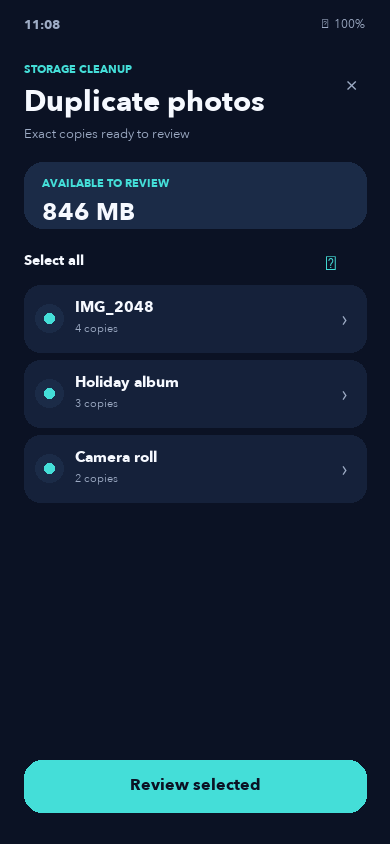 11:08
100%
STORAGE CLEANUP
×
Duplicate photos
Exact copies ready to review
AVAILABLE TO REVIEW
846 MB
Select all
IMG_2048
4 copies
›
Holiday album
3 copies
›
Camera roll
2 copies
›
Review selected